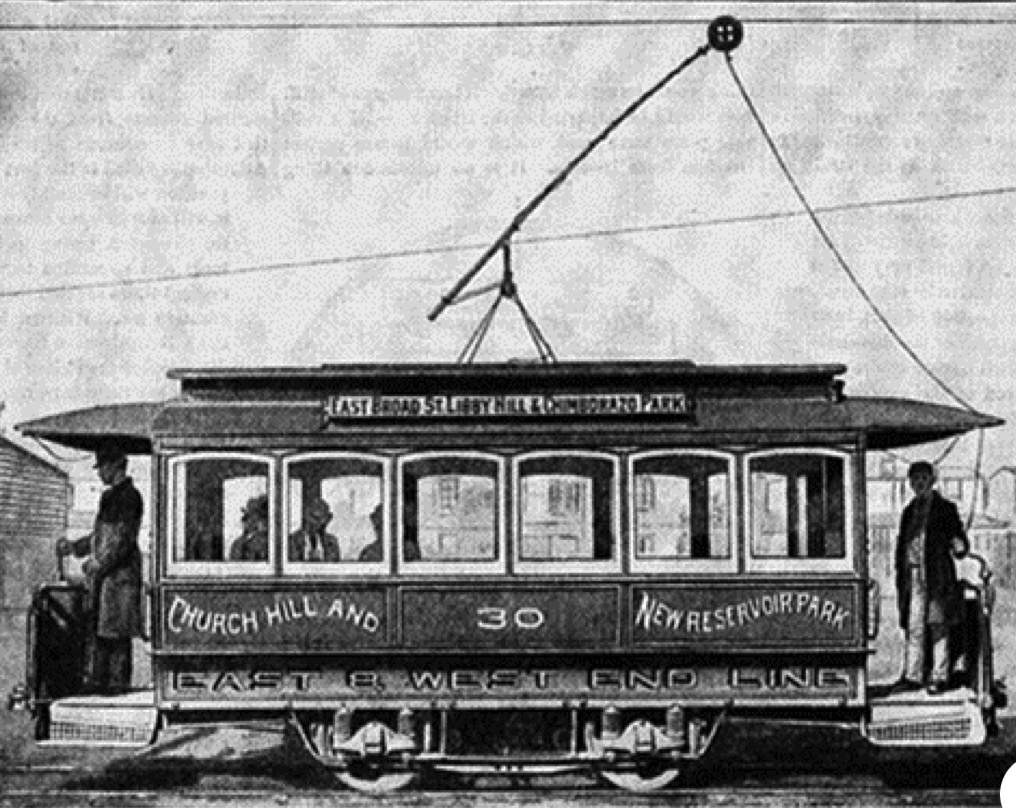 EAST BROAD ST. LIBBY HILL & CHIMBORAZO PARK
CHURCH HILL AND
30
NEW RESERVOIR PARK
EAST & WEST END LINE